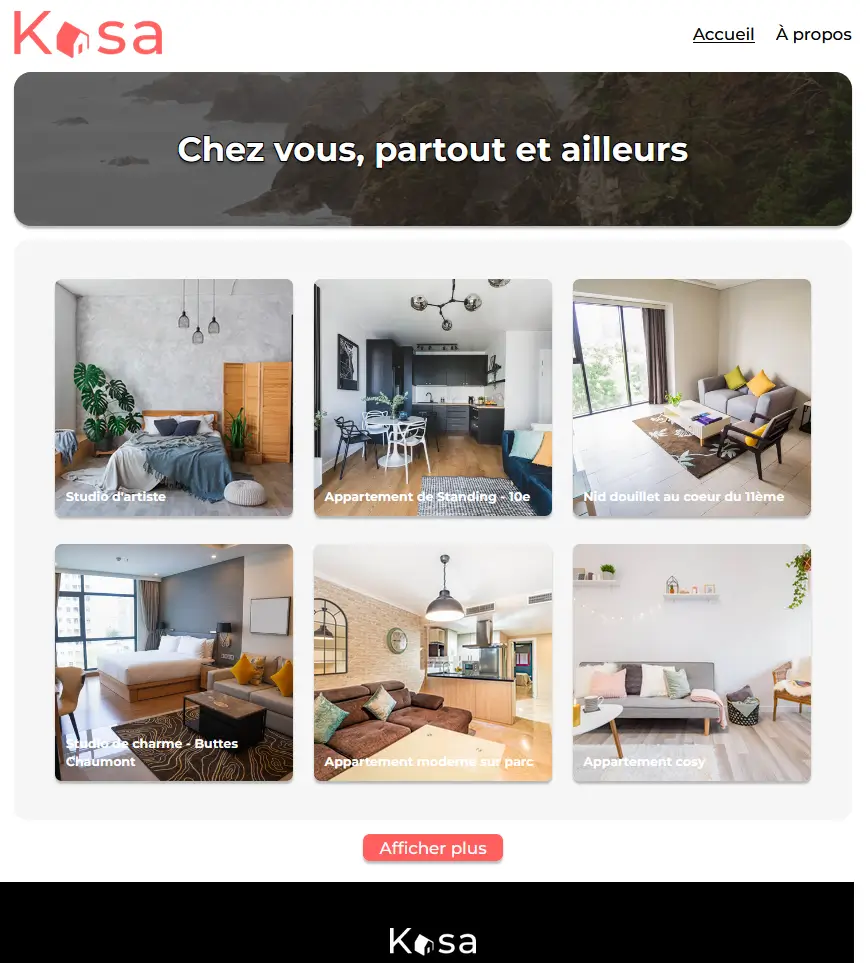 Kasa
Accueil
À propos
Chez vous, partout et ailleurs
Studio d'artiste
Appartement de Standing - 10e
Nid douillet au coeur du 11ème
Studio de charme - Buttes
Chaumont
Appartement moderne sur parc
Appartement cosy
Afficher plus
Kasa